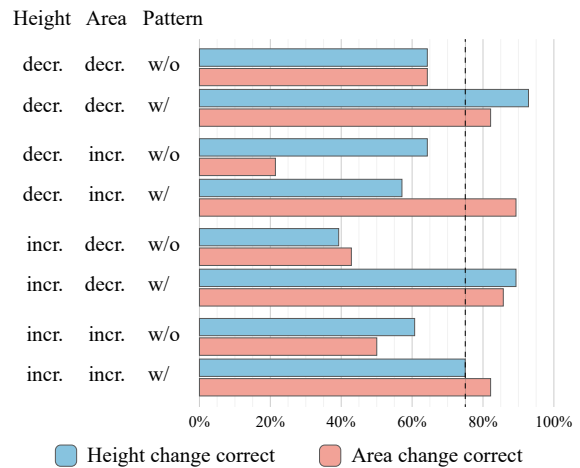 Height Area Pattern
decr. decr. w/o
decr. decr. w/
decr. incr. w/o
decr. incr. w/
incr. decr. w/o
incr. decr. w/
incr. incr. w/o
incr. incr. w/
0% 20% 40% 60% 80% 100%
Height change correct Area change correct